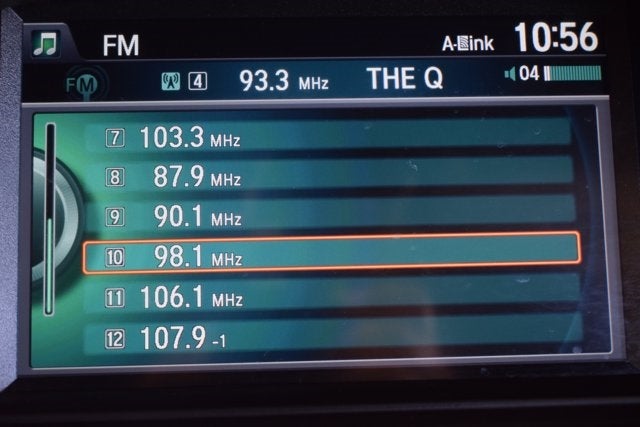 FM A-Link 10:56
FM 4 93.3 MHz THE Q 04
7 103.3 MHz
8 87.9 MHz
9 90.1 MHz
10 98.1 MHz
11 106.1 MHz
12 107.9 -1